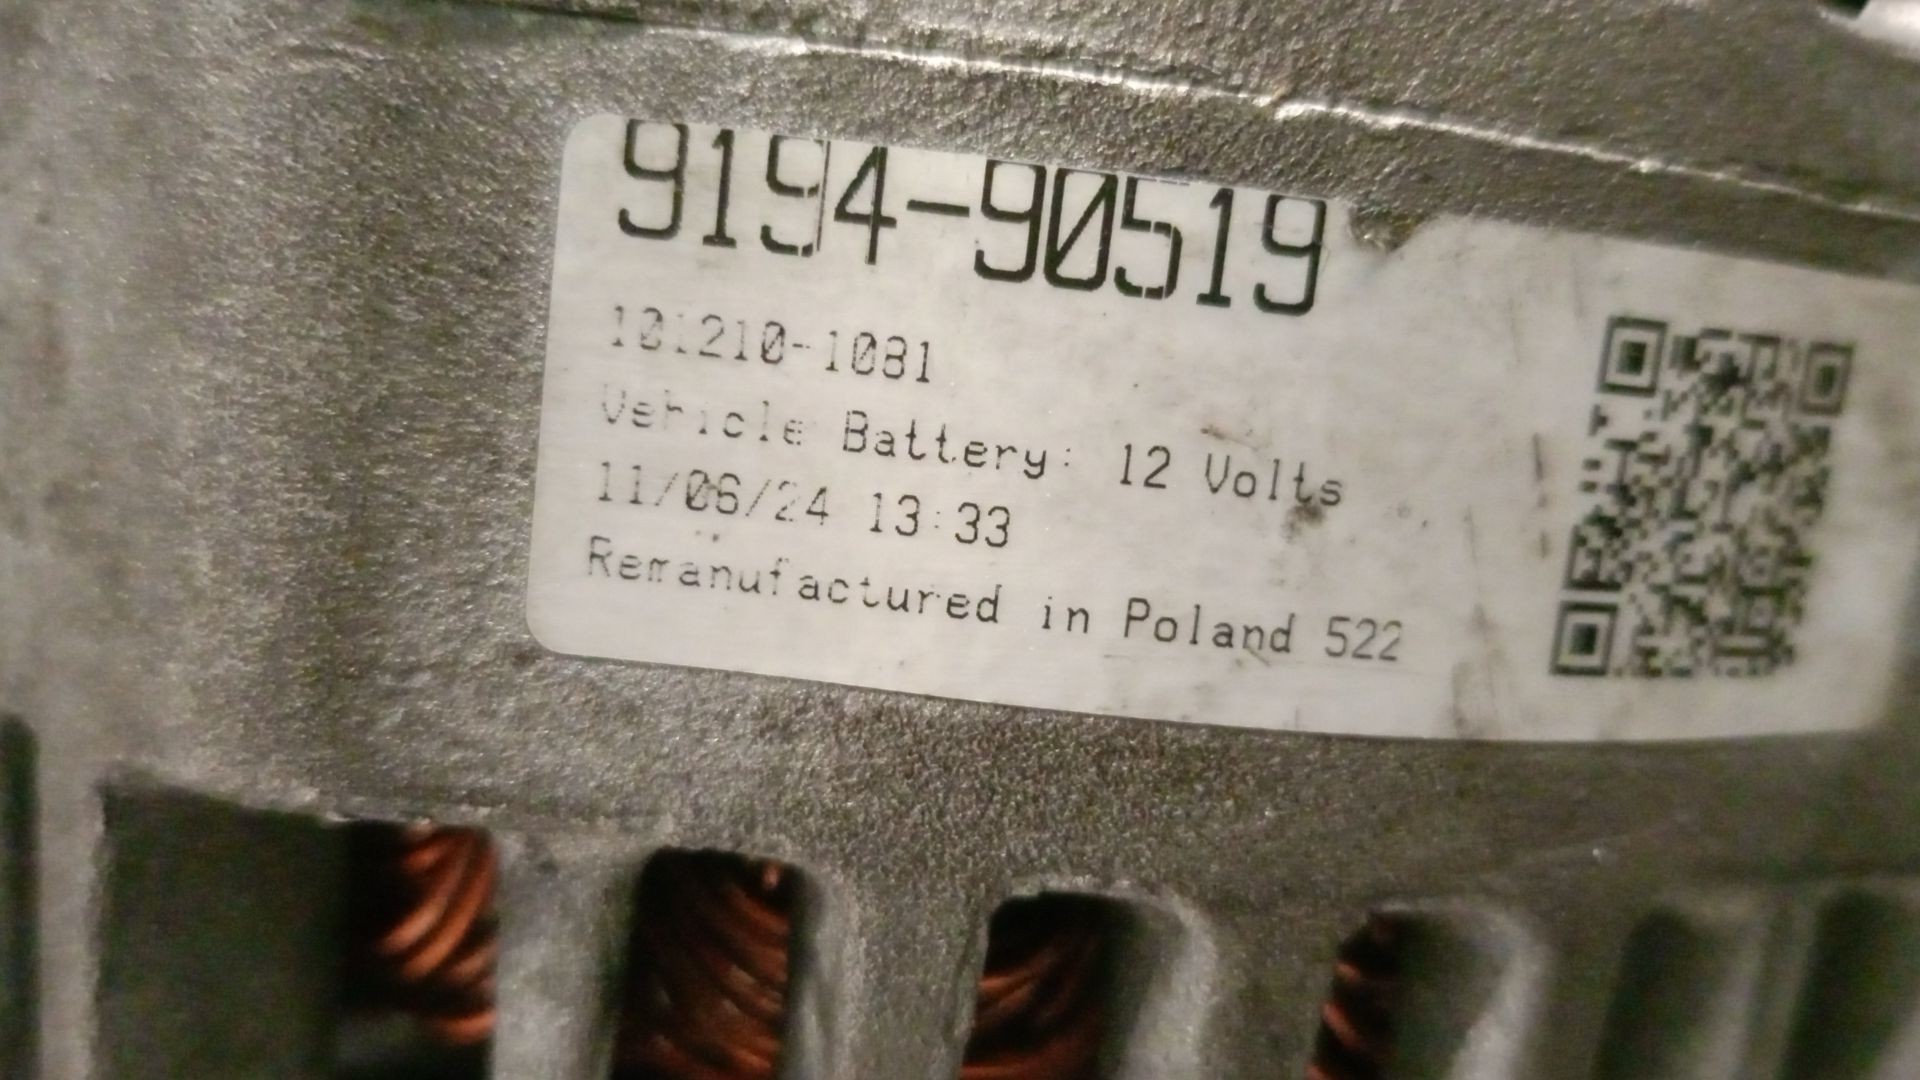 9194-90519
101210-1081
Vehicle Battery: 12 Volts
11/06/24 13:33
Remanufactured in Poland 522